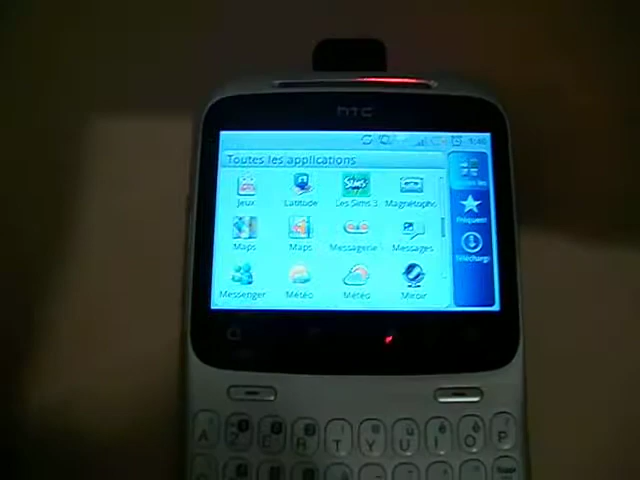 htc
Toutes les applications
Jeux
Latitude
Les Sims 3
Magnétopho
Maps
Maps
Messagerie
Messages
Fréquent
Télécharg
Messenger
Météo
Météo
Miroir
A Z E R T Y U I O P